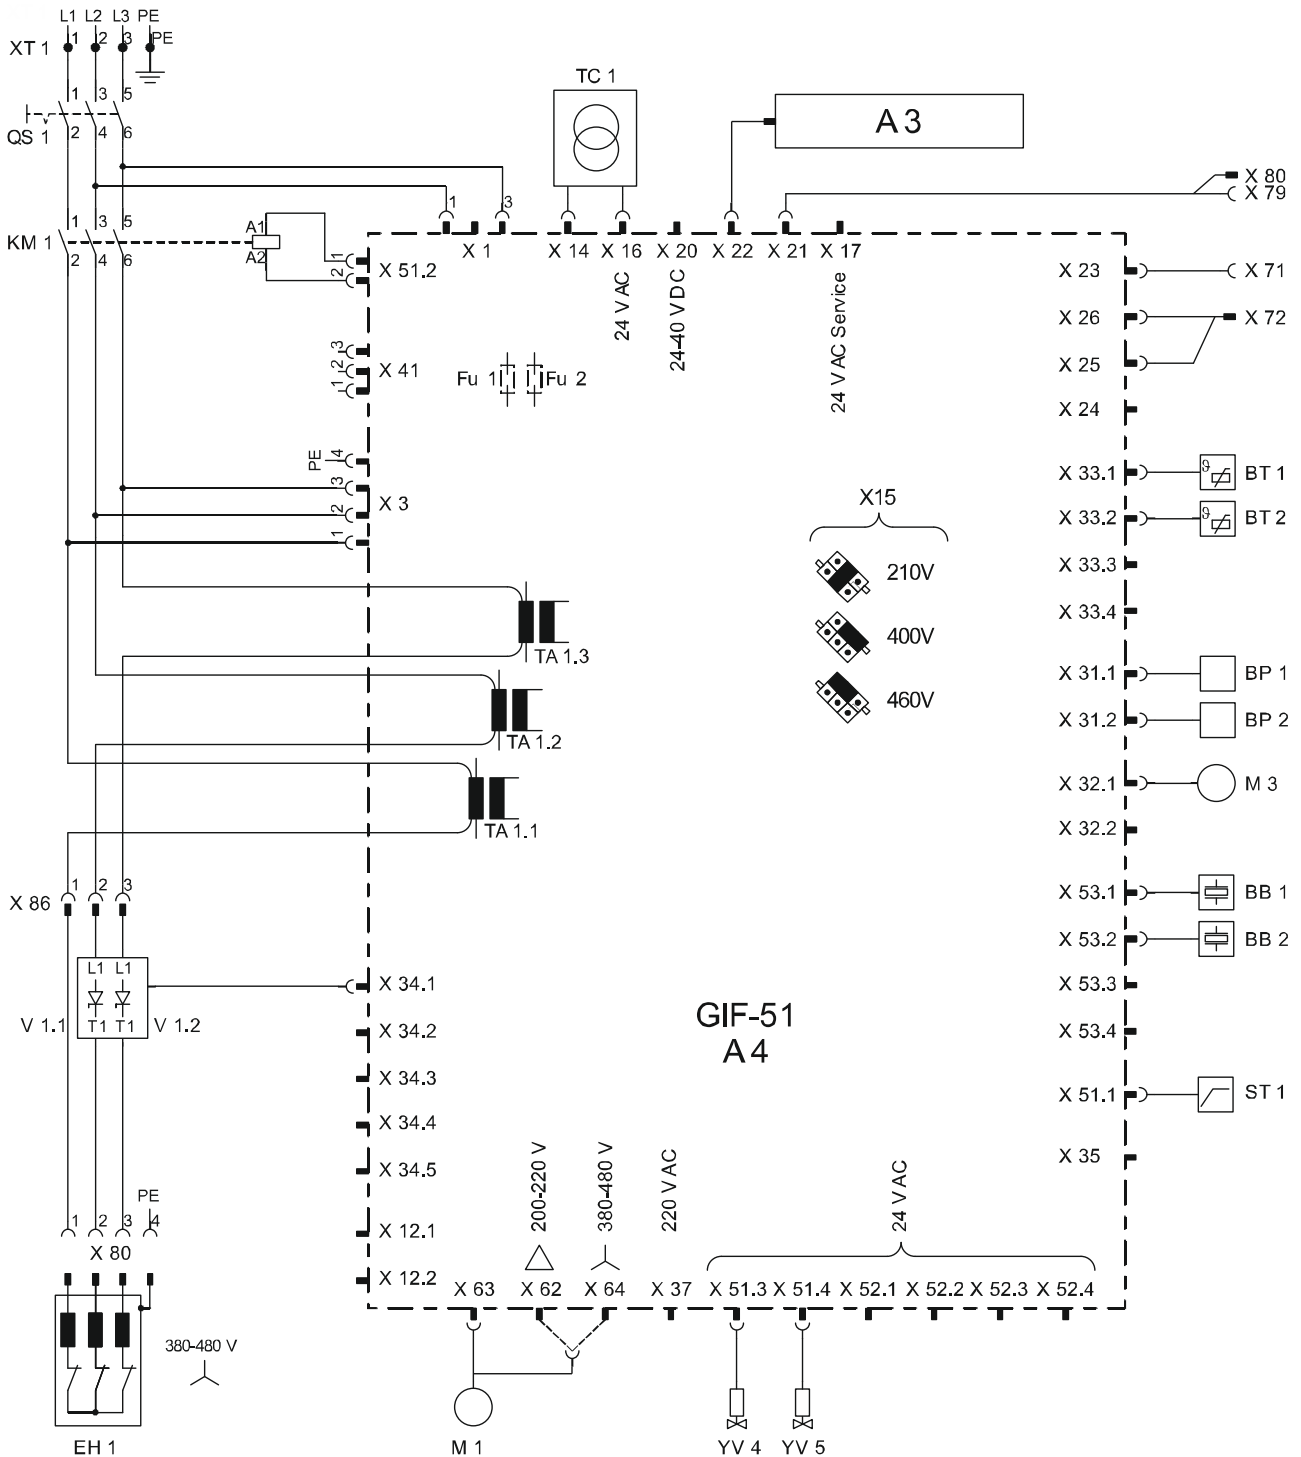 L1 L2 L3 PE
XT 1 1 2 3 PE
1 3 5
QS 1 2 4 6
TC 1
A 3
X 80
X 79
1 3
1 3 5
KM 1 2 4 6
A1
A2
1
2
X 51.2
X 1 X 14 X 16 X 20 X 22 X 21 X 17
24 V AC
24-40 V DC
24 V AC Service
X 23 X 71
X 26 X 72
X 25
X 24
3
2 X 41
1
Fu 1 Fu 2
PE 4
3
X 3
2
1
X15
210V
400V
460V
X 33.1 BT 1
X 33.2 BT 2
X 33.3
X 33.4
TA 1.3
TA 1.2
TA 1.1
X 31.1 BP 1
X 31.2 BP 2
X 32.1 M 3
X 32.2
X 53.1 BB 1
X 53.2 BB 2
X 53.3
X 53.4
X 51.1 ST 1
X 35
1 2 3
X 86
L1 L1
V 1.1 T1 T1 V 1.2
X 34.1
X 34.2
X 34.3
X 34.4
X 34.5
X 12.1
X 12.2
GIF-51
A 4
200-220 V
380-480 V
220 V AC
24 V AC
PE
1 2 3 4
X 80
X 63 X 62 X 64 X 37 X 51.3 X 51.4 X 52.1 X 52.2 X 52.3 X 52.4
380-480 V
EH 1
M 1
YV 4 YV 5